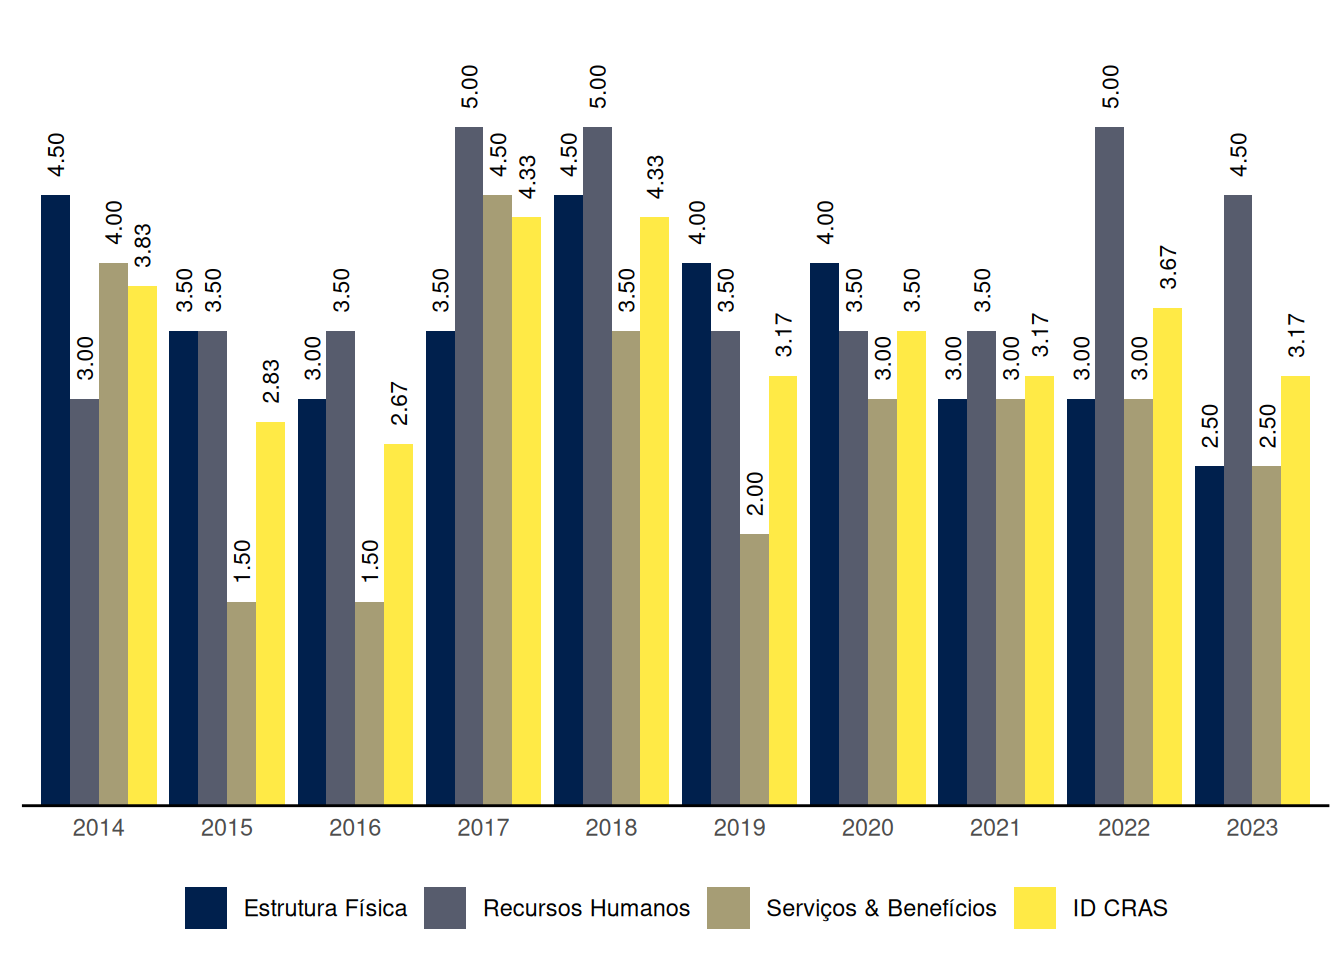 4.50 3.00 4.00 3.83
3.50 3.50 1.50 2.83
3.00 3.50 1.50 2.67
3.50 5.00 4.50 4.33
4.50 5.00 3.50 4.33
4.00 3.50 2.00 3.17
4.00 3.50 3.00 3.50
3.00 3.50 3.00 3.17
3.00 5.00 3.00 3.67
2.50 4.50 2.50 3.17
2014 2015 2016 2017 2018 2019 2020 2021 2022 2023
Estrutura Física Recursos Humanos Serviços & Benefícios ID CRAS